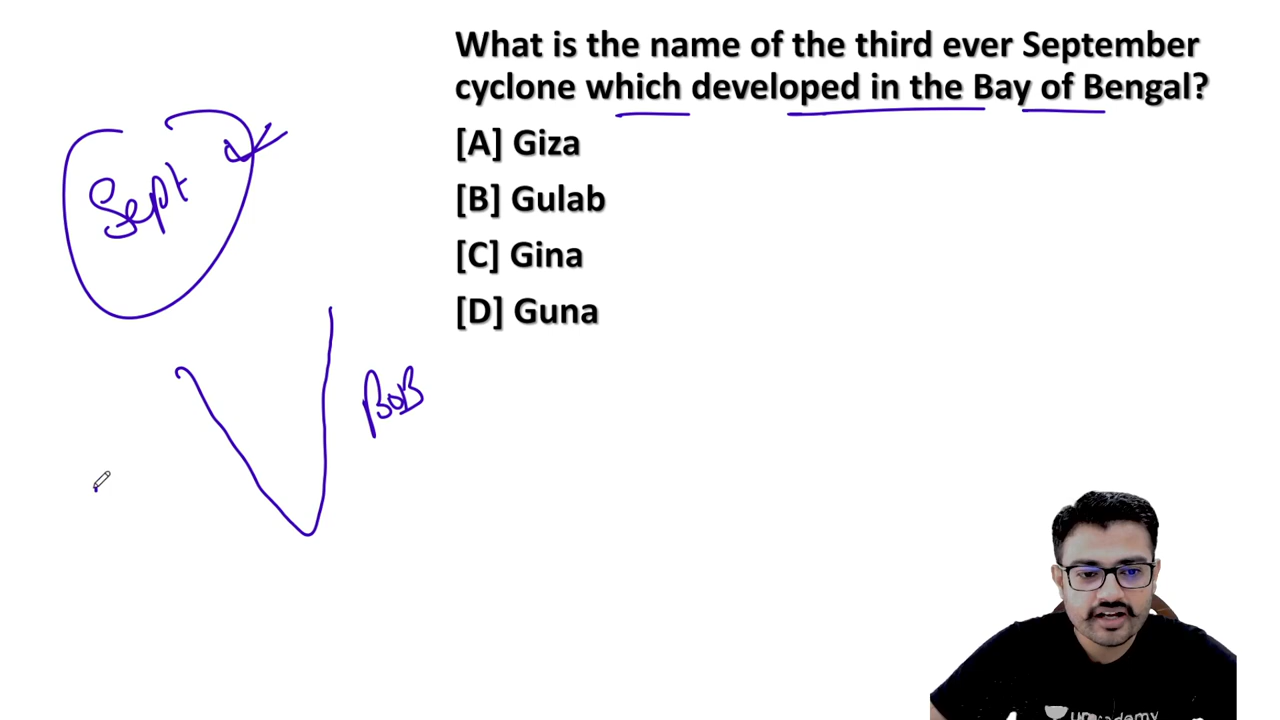 What is the name of the third ever September
cyclone which developed in the Bay of Bengal?
[A] Giza
[B] Gulab
[C] Gina
[D] Guna
Sept
BoB
unacademy